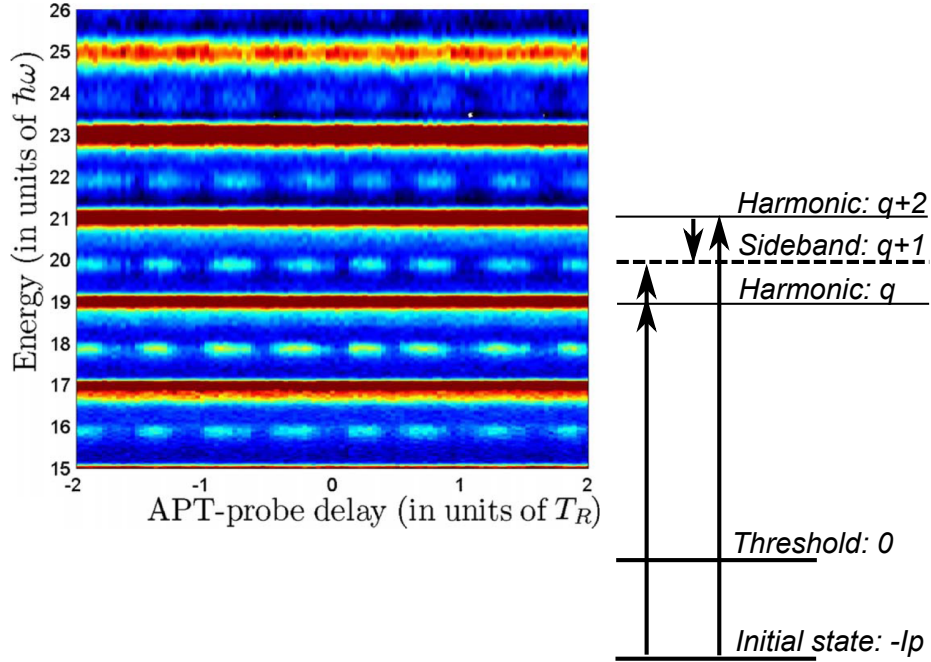 Energy (in units of ħω)
26
25
24
23
22
21
20
19
18
17
16
15
-2
-1
0
1
2
APT-probe delay (in units of T_R)
Harmonic: q+2
Sideband: q+1
Harmonic: q
Threshold: 0
Initial state: -Ip